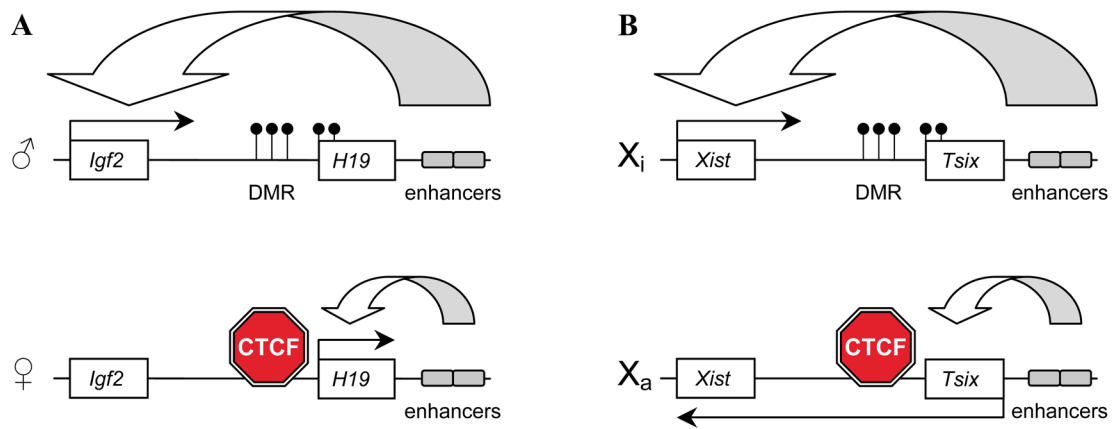 A
♂
Igf2
H19
DMR
enhancers
♀
Igf2
CTCF
H19
enhancers
B
Xi
Xist
Tsix
DMR
enhancers
Xa
Xist
CTCF
Tsix
enhancers